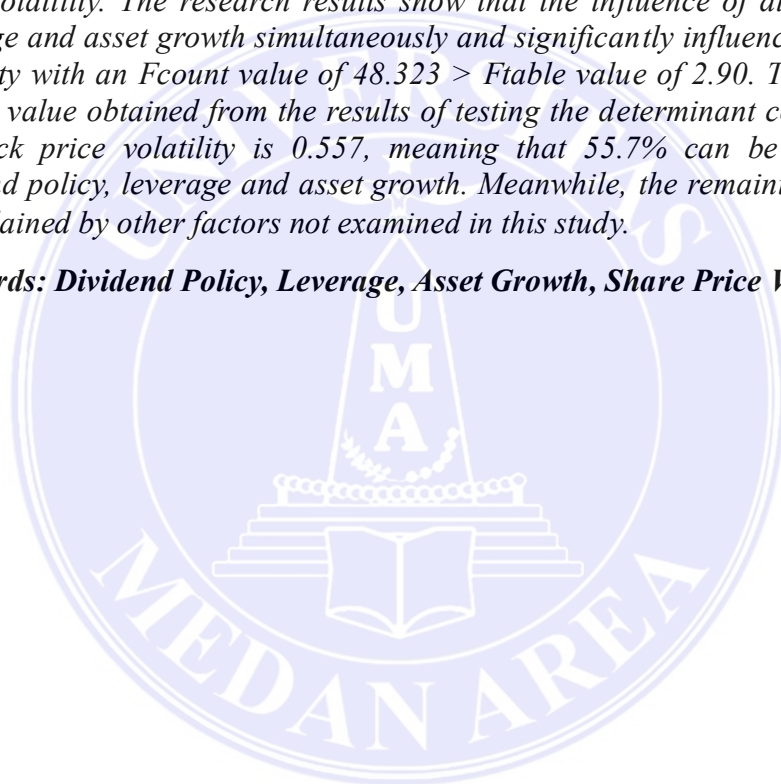 volatility. The research results show that the influence of di
ge and asset growth simultaneously and significantly influenc
ty with an Fcount value of 48.323 > Ftable value of 2.90. T
value obtained from the results of testing the determinant c
ck price volatility is 0.557, meaning that 55.7% can be
nd policy, leverage and asset growth. Meanwhile, the remain
lained by other factors not examined in this study.
rds: Dividend Policy, Leverage, Asset Growth, Share Price V
UNIVERSITAS
UMA
MEDAN AREA